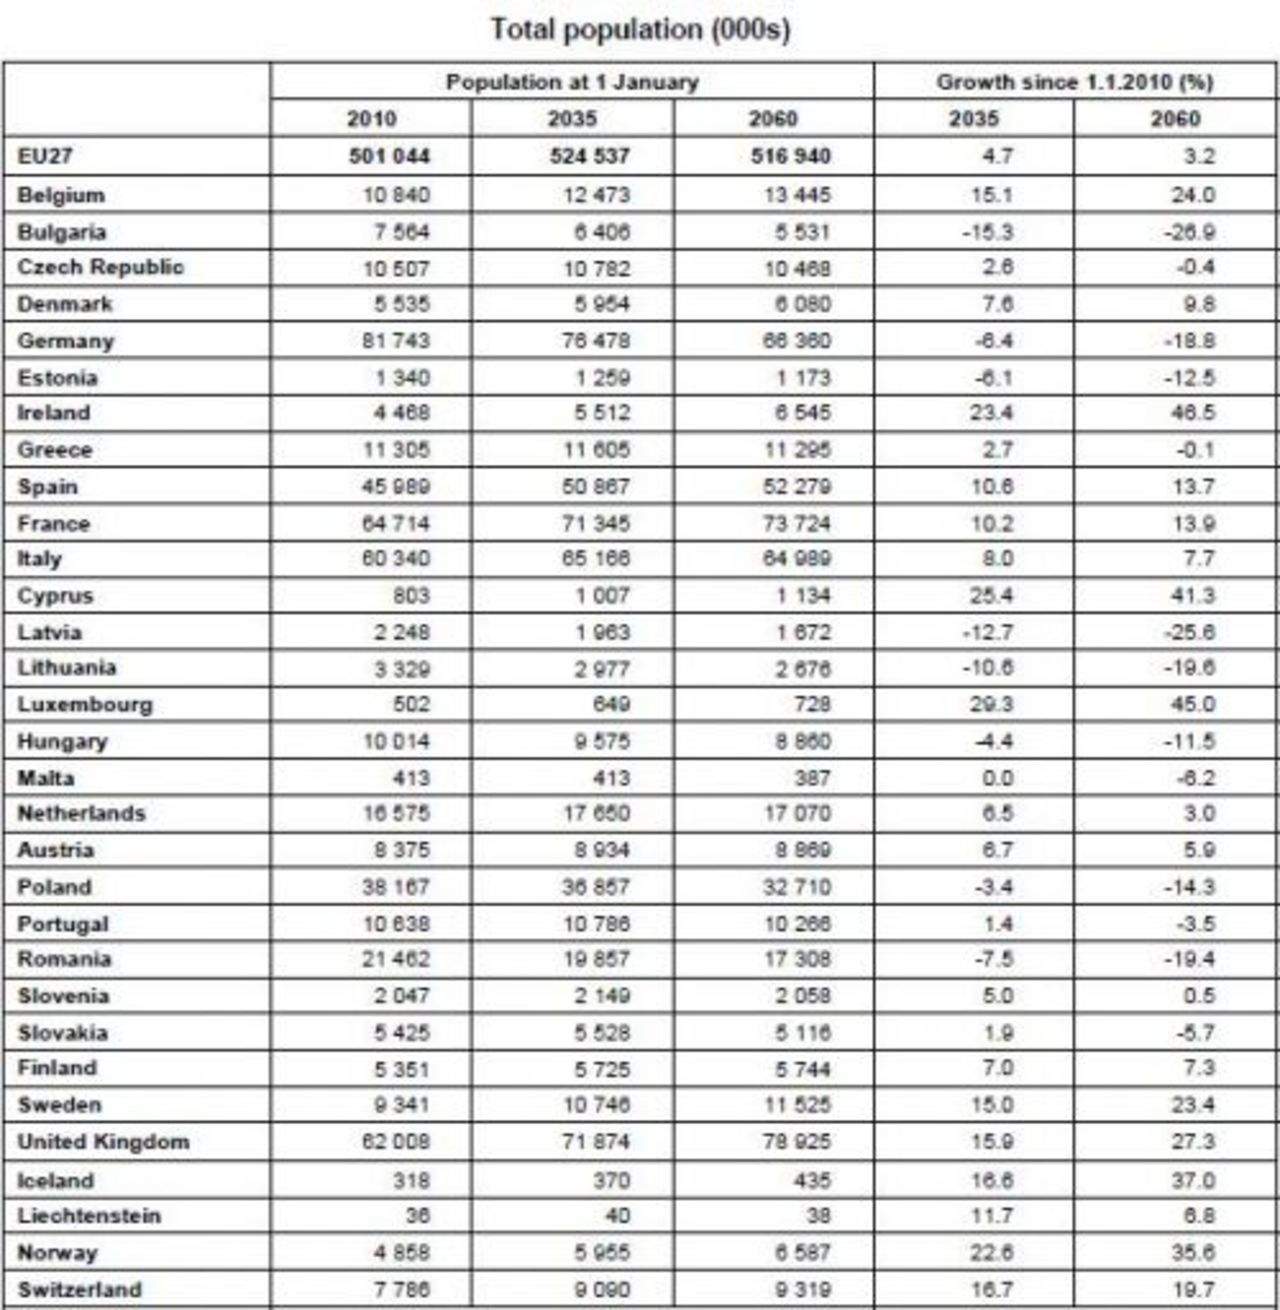 Total population (000s)
Population at 1 January Growth since 1.1.2010 (%)
2010 2035 2060 2035 2060
EU27 501 044 524 537 516 940 4.7 3.2
Belgium 10 840 12 473 13 445 15.1 24.0
Bulgaria 7 564 6 406 5 531 -15.3 -26.9
Czech Republic 10 507 10 782 10 468 2.6 -0.4
Denmark 5 535 5 954 6 080 7.6 9.8
Germany 81 743 76 478 66 360 -6.4 -18.8
Estonia 1 340 1 259 1 173 -6.1 -12.5
Ireland 4 468 5 512 6 545 23.4 46.5
Greece 11 305 11 605 11 295 2.7 -0.1
Spain 45 989 50 867 52 279 10.6 13.7
France 64 714 71 345 73 724 10.2 13.9
Italy 60 340 65 166 64 989 8.0 7.7
Cyprus 803 1 007 1 134 25.4 41.3
Latvia 2 248 1 963 1 672 -12.7 -25.6
Lithuania 3 329 2 977 2 676 -10.6 -19.6
Luxembourg 502 649 728 29.3 45.0
Hungary 10 014 9 575 8 860 -4.4 -11.5
Malta 413 413 387 0.0 -6.2
Netherlands 16 575 17 650 17 070 6.5 3.0
Austria 8 375 8 934 8 869 6.7 5.9
Poland 38 167 36 857 32 710 -3.4 -14.3
Portugal 10 638 10 786 10 266 1.4 -3.5
Romania 21 462 19 857 17 308 -7.5 -19.4
Slovenia 2 047 2 149 2 058 5.0 0.5
Slovakia 5 425 5 528 5 116 1.9 -5.7
Finland 5 351 5 725 5 744 7.0 7.3
Sweden 9 341 10 746 11 525 15.0 23.4
United Kingdom 62 008 71 874 78 925 15.9 27.3
Iceland 318 370 435 16.6 37.0
Liechtenstein 36 40 38 11.7 6.8
Norway 4 858 5 955 6 587 22.6 35.6
Switzerland 7 786 9 090 9 319 16.7 19.7